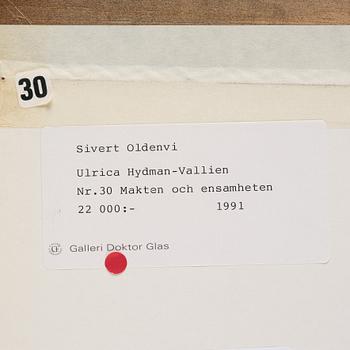 30
Sivert Oldenvi
Ulrica Hydman-Vallien
Nr.30 Makten och ensamheten
22 000:- 1991
Galleri Doktor Glas